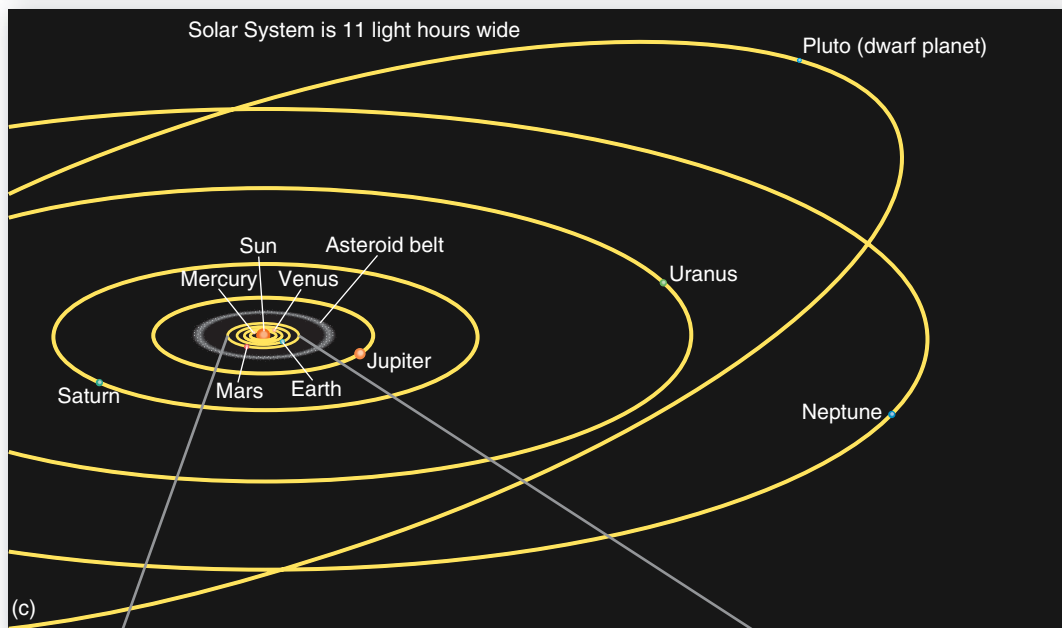 Solar System is 11 light hours wide
Pluto (dwarf planet)
Sun
Asteroid belt
Mercury
Venus
Uranus
Jupiter
Saturn
Mars
Earth
Neptune
(c)